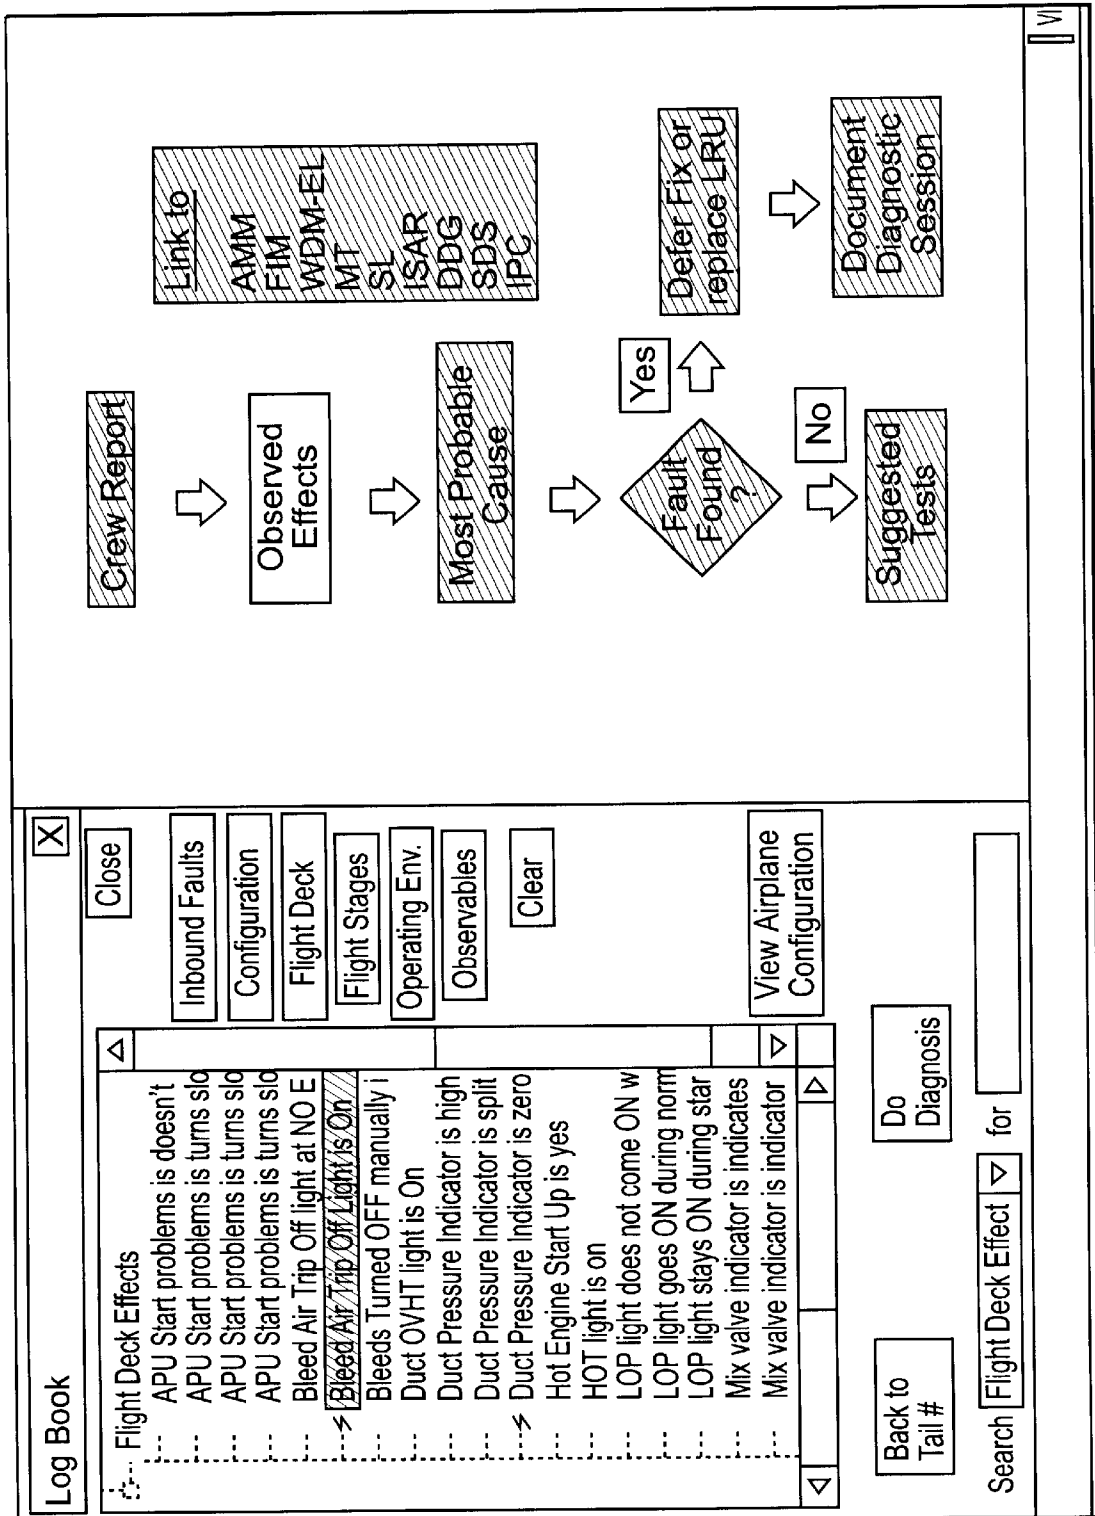 Log Book
X
Close
Flight Deck Effects
APU Start problems is doesn't
APU Start problems is turns slo
APU Start problems is turns slo
APU Start problems is turns slo
Bleed Air Trip Off light at NO E
Bleed Air Trip Off Light is On
Bleeds Turned OFF manually i
Duct OVHT light is On
Duct Pressure Indicator is high
Duct Pressure Indicator is split
Duct Pressure Indicator is zero
Hot Engine Start Up is yes
HOT light is on
LOP light does not come ON w
LOP light goes ON during norm
LOP light stays ON during star
Mix valve indicator is indicates
Mix valve indicator is indicator
Inbound Faults
Configuration
Flight Deck
Flight Stages
Operating Env.
Observables
Clear
View Airplane
Configuration
Back to
Tail #
Do
Diagnosis
Search Flight Deck Effect for
Crew Report
Observed
Effects
Most Probable
Cause
Fault
Found
?
Yes
No
Suggested
Tests
Defer Fix or
replace LRU
Document
Diagnostic
Session
Link to
AMM
FIM
WDM-EL
MT
SL
ISAR
DDG
SDS
IPC
VI